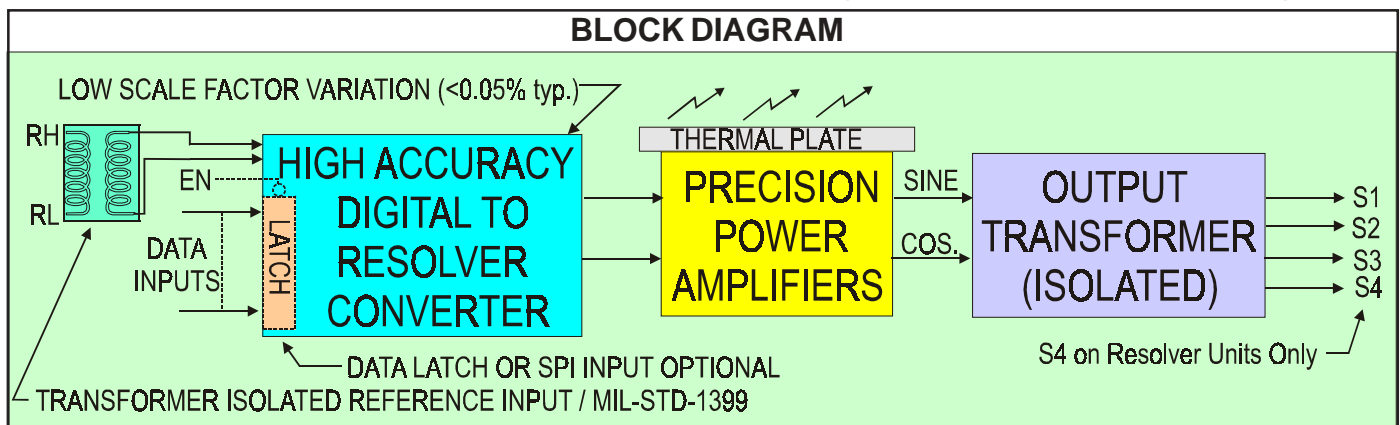 BLOCK DIAGRAM
LOW SCALE FACTOR VARIATION (<0.05% typ.)
RH
RL
EN
DATA
INPUTS
LATCH
HIGH ACCURACY
DIGITAL TO
RESOLVER
CONVERTER
THERMAL PLATE
PRECISION
POWER
AMPLIFIERS
SINE
COS.
OUTPUT
TRANSFORMER
(ISOLATED)
S1
S2
S3
S4
S4 on Resolver Units Only
DATA LATCH OR SPI INPUT OPTIONAL
TRANSFORMER ISOLATED REFERENCE INPUT / MIL-STD-1399